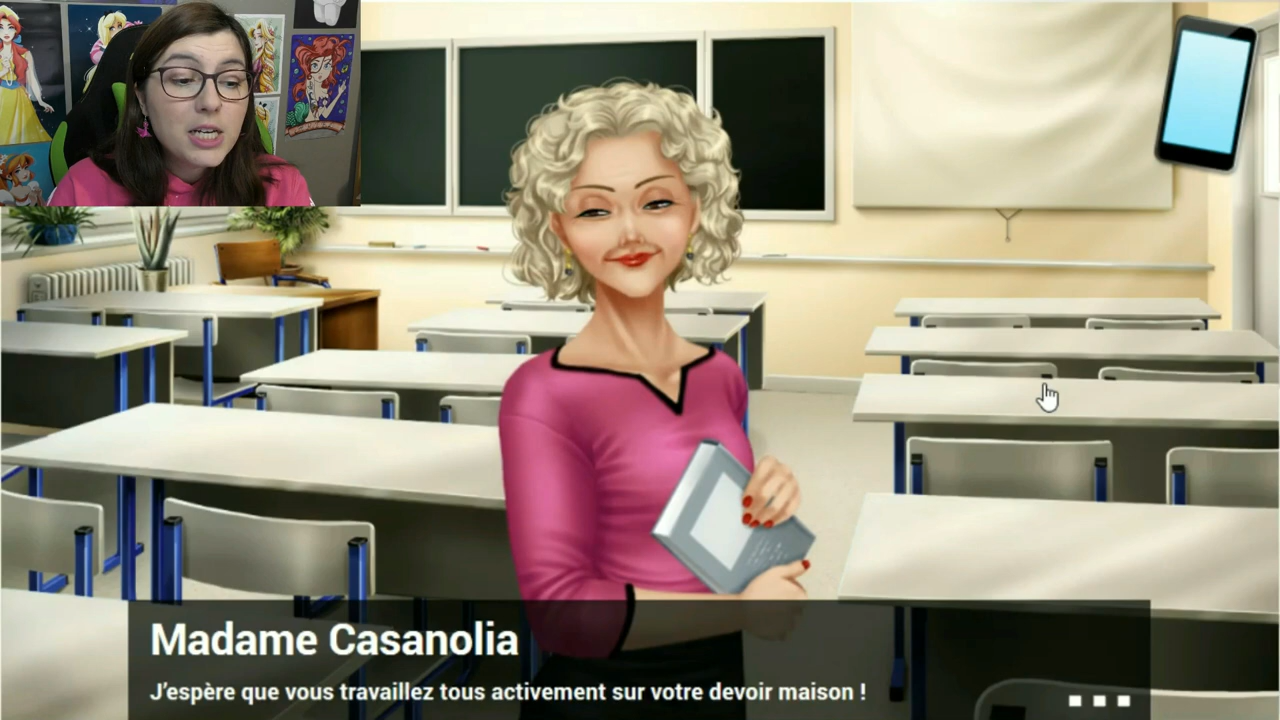 Madame Casanolia
J'espère que vous travaillez tous activement sur votre devoir maison !